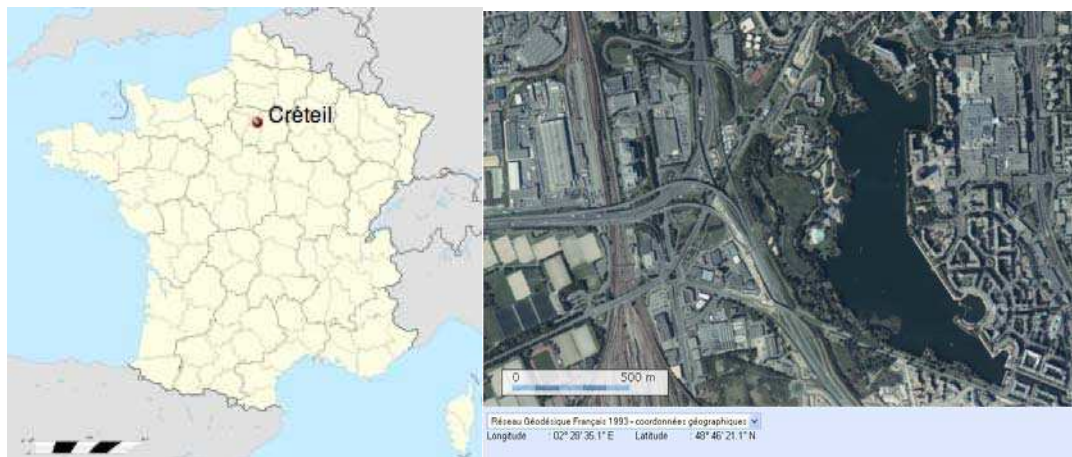 Créteil
0 500 m
Réseau Géodésique Français 1993 - coordonnées géographiques
Longitude : 02° 28' 35.1" E Latitude : 48° 46' 21.1" N